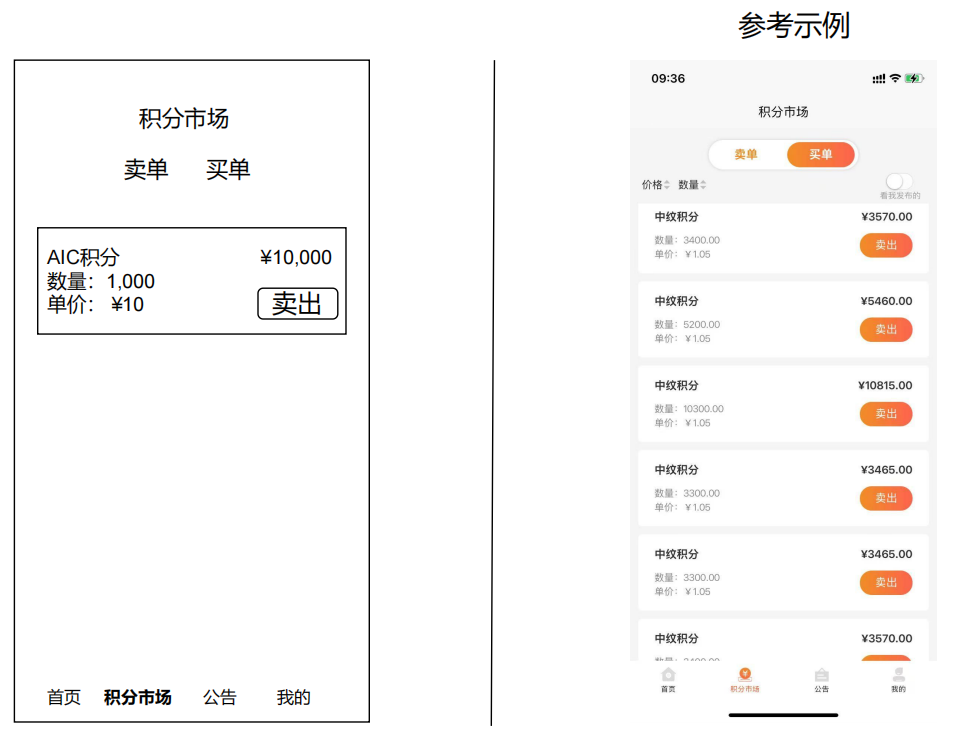 参考示例
积分市场
卖单 买单
AIC积分 ¥10,000
数量：1,000
单价： ¥10
卖出
首页 积分市场 公告 我的
09:36
积分市场
卖单 买单
价格 数量
看我发布的
中纹积分 ¥3570.00
数量：3400.00
单价：￥1.05
卖出
中纹积分 ¥5460.00
数量：5200.00
单价：￥1.05
卖出
中纹积分 ¥10815.00
数量：10300.00
单价：￥1.05
卖出
中纹积分 ¥3465.00
数量：3300.00
单价：￥1.05
卖出
中纹积分 ¥3465.00
数量：3300.00
单价：￥1.05
卖出
中纹积分 ¥3570.00
首页 积分市场 公告 我的